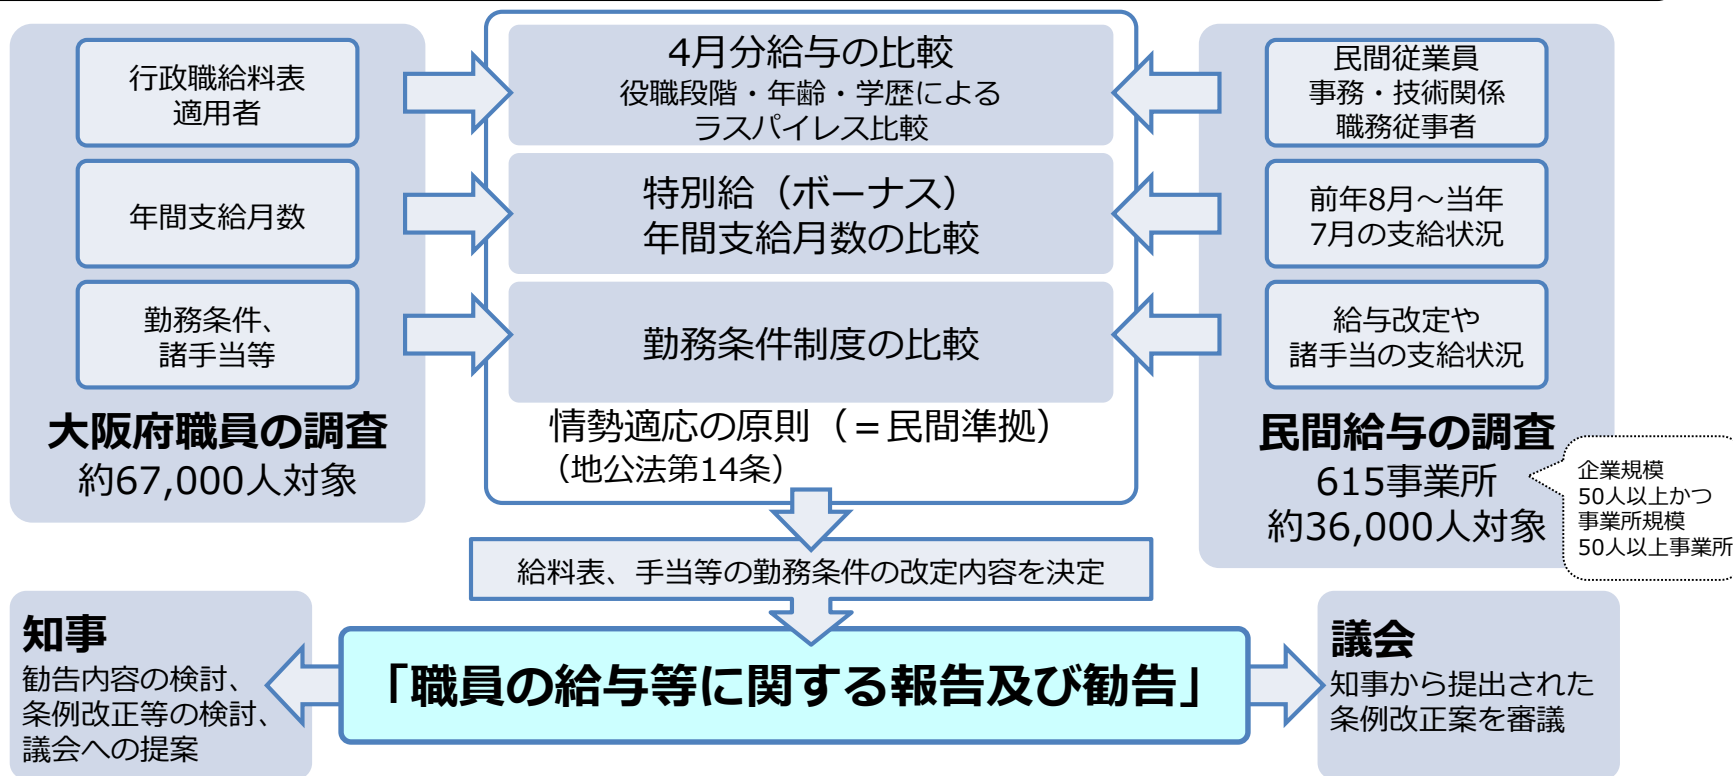 行政職給料表
適用者
年間支給月数
勤務条件、
諸手当等
大阪府職員の調査
約67,000人対象
4月分給与の比較
役職段階・年齢・学歴による
ラスパイレス比較
特別給（ボーナス）
年間支給月数の比較
勤務条件制度の比較
情勢適応の原則（＝民間準拠）
（地公法第14条）
民間従業員
事務・技術関係
職務従事者
前年8月～当年
7月の支給状況
給与改定や
諸手当の支給状況
民間給与の調査
615事業所
約36,000人対象
企業規模
50人以上かつ
事業所規模
50人以上事業所
給料表、手当等の勤務条件の改定内容を決定
知事
勧告内容の検討、
条例改正等の検討、
議会への提案
「職員の給与等に関する報告及び勧告」
議会
知事から提出された
条例改正案を審議